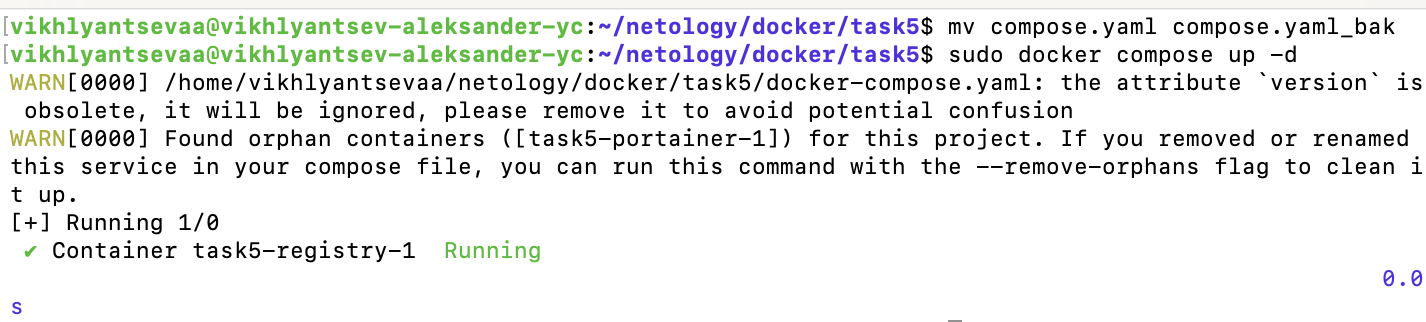 [vikhlyantsevaa@vikhlyantsev-aleksander-yc:~/netology/docker/task5$ mv compose.yaml compose.yaml_bak
[vikhlyantsevaa@vikhlyantsev-aleksander-yc:~/netology/docker/task5$ sudo docker compose up -d
WARN[0000] /home/vikhlyantsevaa/netology/docker/task5/docker-compose.yaml: the attribute `version` is
 obsolete, it will be ignored, please remove it to avoid potential confusion
WARN[0000] Found orphan containers ([task5-portainer-1]) for this project. If you removed or renamed
this service in your compose file, you can run this command with the --remove-orphans flag to clean i
t up.
[+] Running 1/0
 ✔ Container task5-registry-1  Running
0.0
s